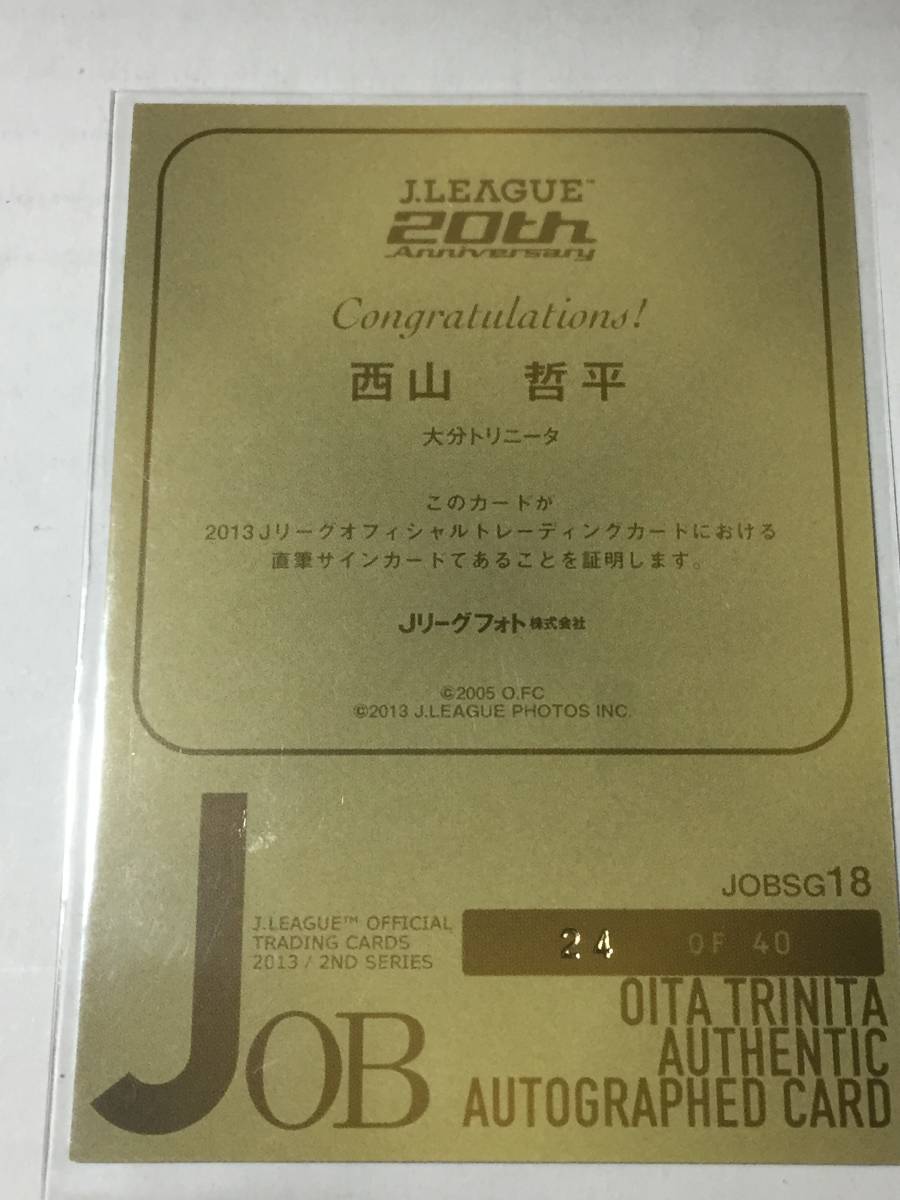 J.LEAGUE™
20th
Anniversary
Congratulations!
西山 哲平
大分トリニータ
このカードが
2013 Jリーグオフィシャルトレーディングカードにおける
直筆サインカードであることを証明します。
Jリーグフォト株式会社
©2005 O.FC
©2013 J.LEAGUE PHOTOS INC.
JOBSG18
J.LEAGUE™ OFFICIAL
TRADING CARDS
2013 / 2ND SERIES
24 OF 40
JOB
OITA TRINITA
AUTHENTIC
AUTOGRAPHED CARD